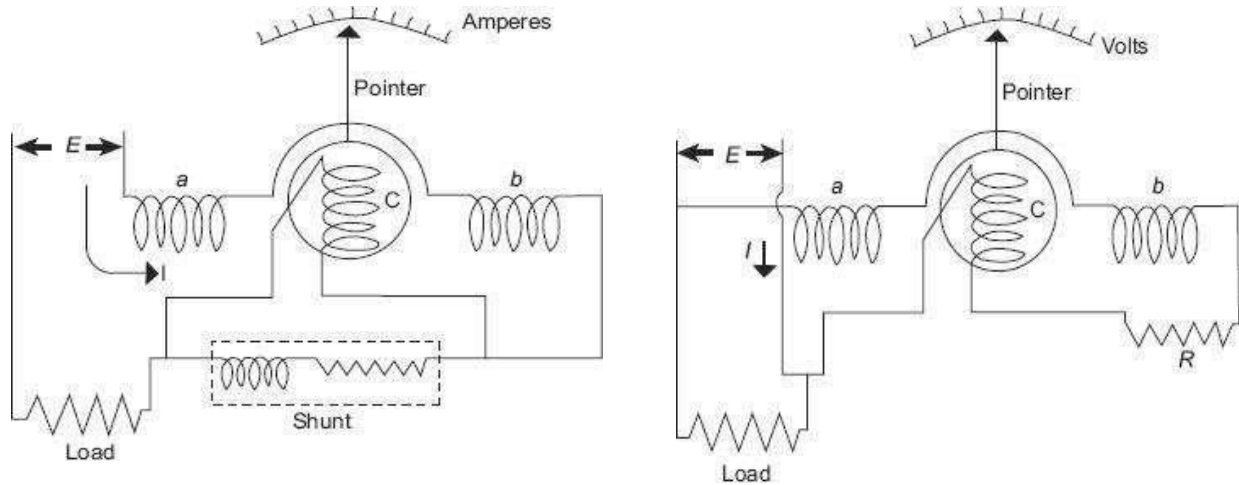 Amperes
Pointer
E
a
b
C
I
Shunt
Load
Volts
Pointer
E
a
b
C
I
R
Load